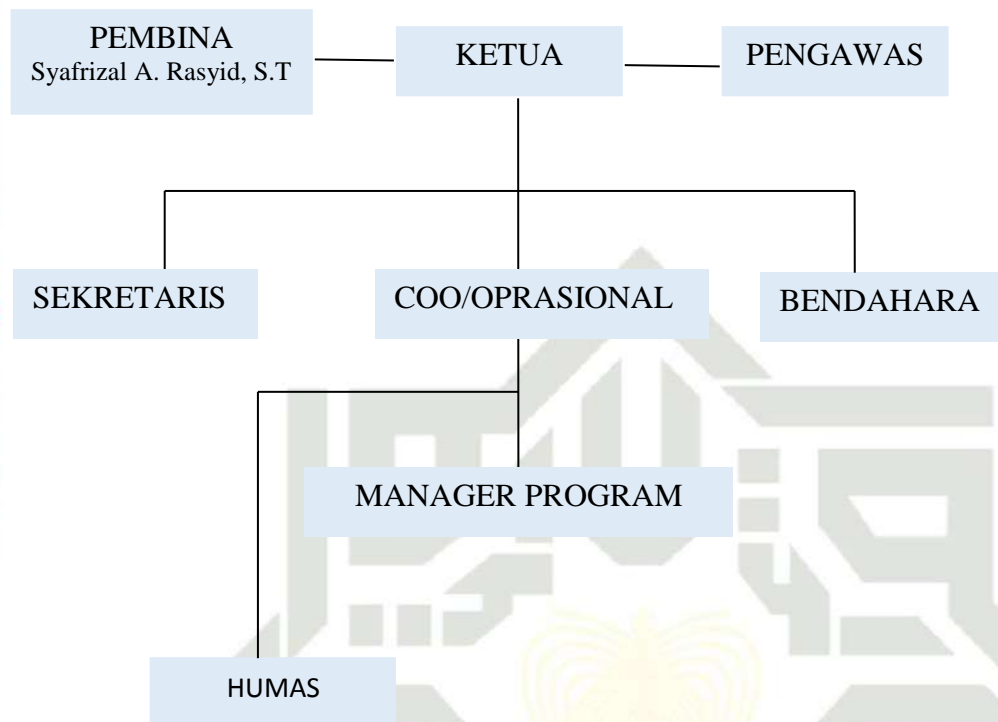 PEMBINA
Syafrizal A. Rasyid, S.T
KETUA
PENGAWAS
SEKRETARIS
COO/OPRASIONAL
BENDAHARA
MANAGER PROGRAM
HUMAS